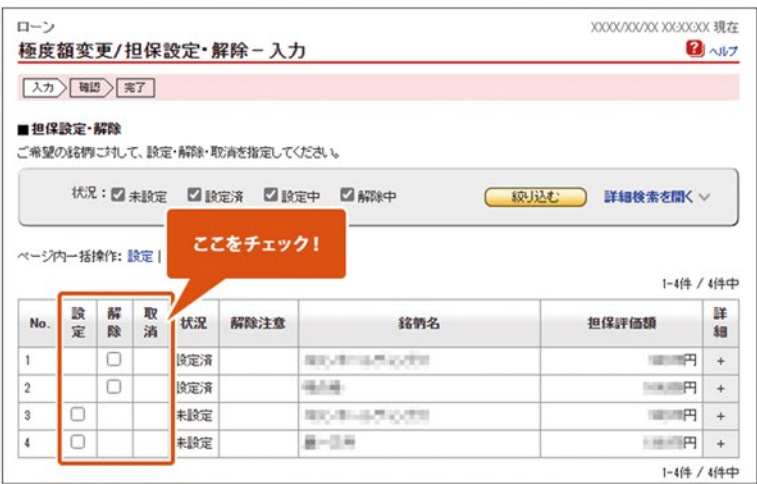 ローン
XXXX/XX/XX XX:XX:XX 現在
極度額変更/担保設定・解除－入力
? ヘルプ
入力 確認 完了
■担保設定・解除
ご希望の銘柄に対して、設定・解除・取消を指定してください。
状況： 未設定 設定済 設定中 解除中 絞り込む 詳細検索を開く
ここをチェック！
ページ内一括操作: 設定 |
1-4件 / 4件中
No. 設定 解除 取消 状況 解除注意 銘柄名 担保評価額 詳細
1 設定済 円 +
2 設定済 円 +
3 未設定 円 +
4 未設定 円 +
1-4件 / 4件中